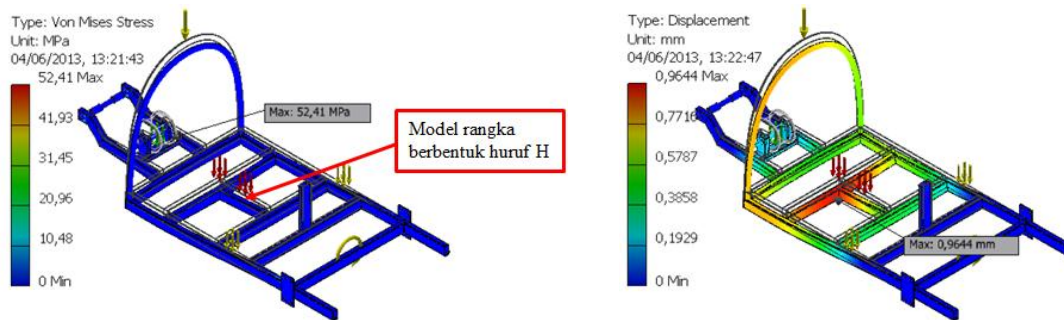 Type: Von Mises Stress
Unit: MPa
04/06/2013, 13:21:43
52,41 Max
41,93
31,45
20,96
10,48
0 Min
Max: 52,41 MPa
Model rangka
berbentuk huruf H
Type: Displacement
Unit: mm
04/06/2013, 13:22:47
0,9644 Max
0,7716
0,5787
0,3858
0,1929
0 Min
Max: 0,9644 mm